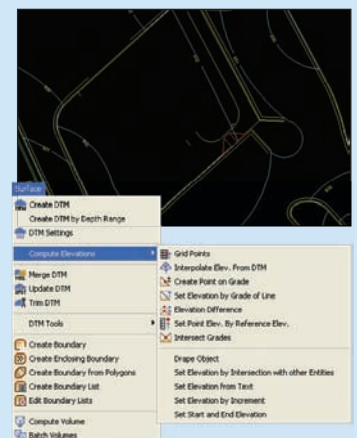 Surface
Create DTM
Create DTM by Depth Range
DTM Settings
Compute Elevations
Merge DTM
Update DTM
Trim DTM
DTM Tools
Create Boundary
Create Enclosing Boundary
Create Boundary from Polygons
Create Boundary List
Edit Boundary Lists
Compute Volume
Batch Volumes
Grid Points
Interpolate Elev. From DTM
Create Point on Grade
Set Elevation by Grade of Line
Elevation Difference
Set Point Elev. By Reference Elev.
Intersect Grades
Drape Object
Set Elevation by Intersection with other Entities
Set Elevation from Text
Set Elevation by Increment
Set Start and End Elevation